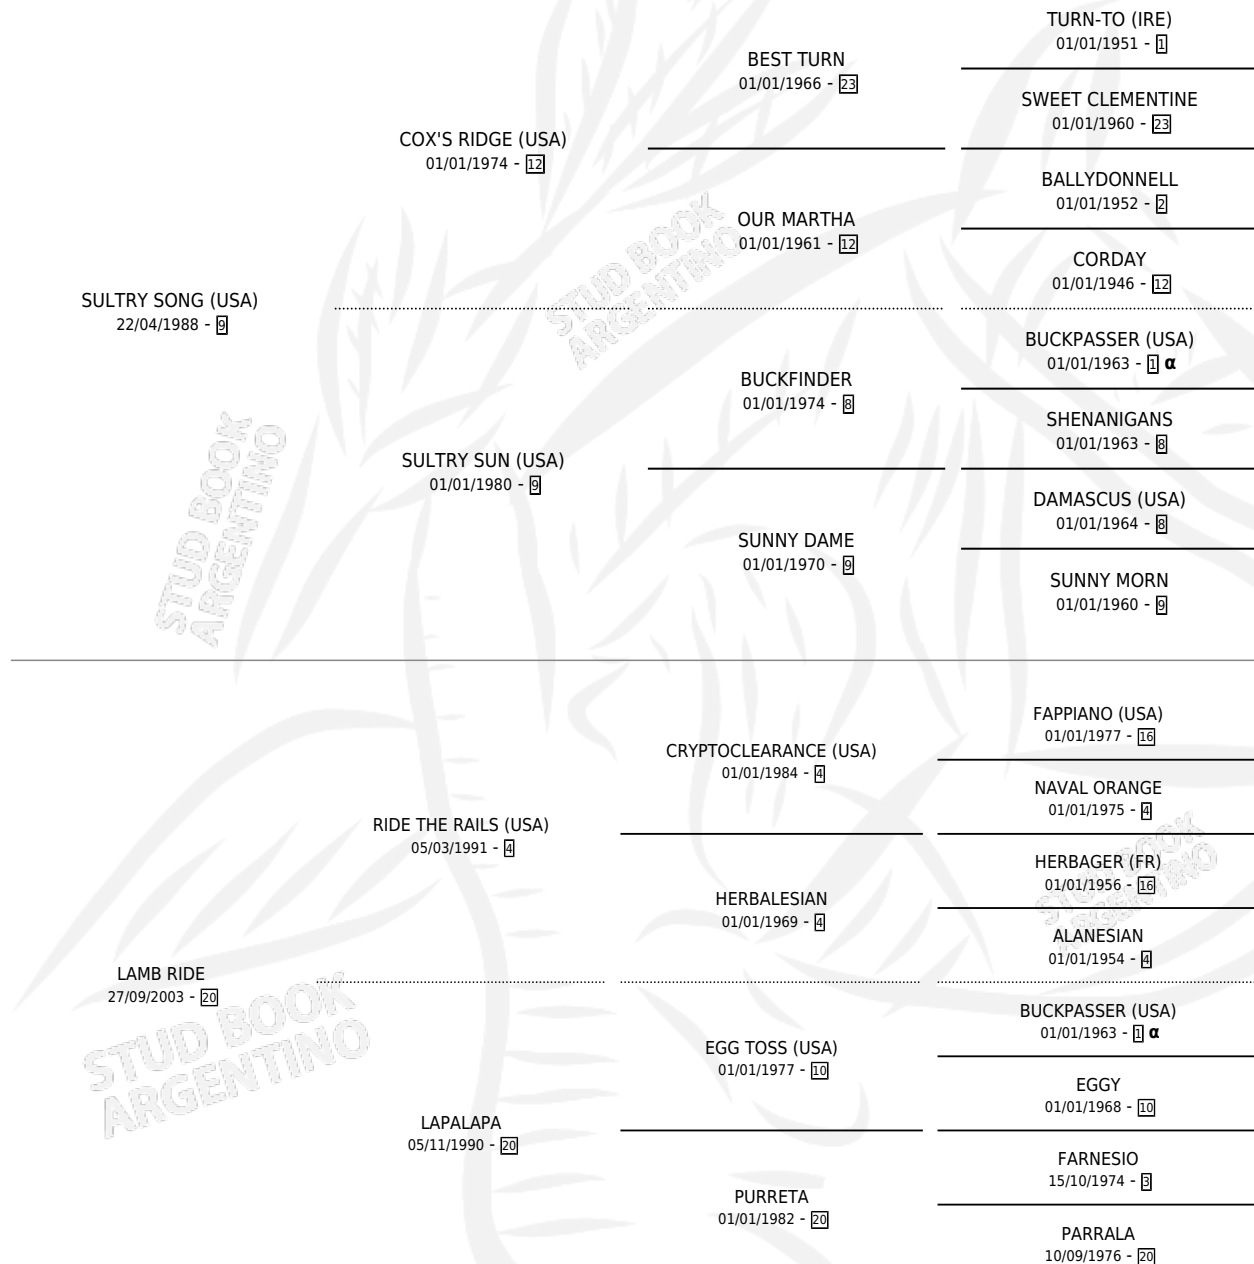 TURN-TO (IRE)
01/01/1951 - 1
BEST TURN
01/01/1966 - 23
SWEET CLEMENTINE
01/01/1960 - 23
COX'S RIDGE (USA)
01/01/1974 - 12
BALLYDONNELL
01/01/1952 - 2
OUR MARTHA
01/01/1961 - 12
CORDAY
01/01/1946 - 12
SULTRY SONG (USA)
22/04/1988 - 9
BUCKPASSER (USA)
01/01/1963 - 1 α
BUCKFINDER
01/01/1974 - 8
SHENANIGANS
01/01/1963 - 8
SULTRY SUN (USA)
01/01/1980 - 9
DAMASCUS (USA)
01/01/1964 - 8
SUNNY DAME
01/01/1970 - 9
SUNNY MORN
01/01/1960 - 9
FAPPIANO (USA)
01/01/1977 - 16
CRYPTOCLEARANCE (USA)
01/01/1984 - 4
NAVAL ORANGE
01/01/1975 - 4
RIDE THE RAILS (USA)
05/03/1991 - 4
HERBAGER (FR)
01/01/1956 - 16
HERBALESIAN
01/01/1969 - 4
ALANESIAN
01/01/1954 - 4
LAMB RIDE
27/09/2003 - 20
BUCKPASSER (USA)
01/01/1963 - 1 α
EGG TOSS (USA)
01/01/1977 - 10
EGGY
01/01/1968 - 10
LAPALAPA
05/11/1990 - 20
FARNESIO
15/10/1974 - 3
PURRETA
01/01/1982 - 20
PARRALA
10/09/1976 - 20
STUD BOOK
ARGENTINO
STUD BOOK
ARGENTINO
STUD BOOK
ARGENTINO
STUD BOOK
ARGENTINO